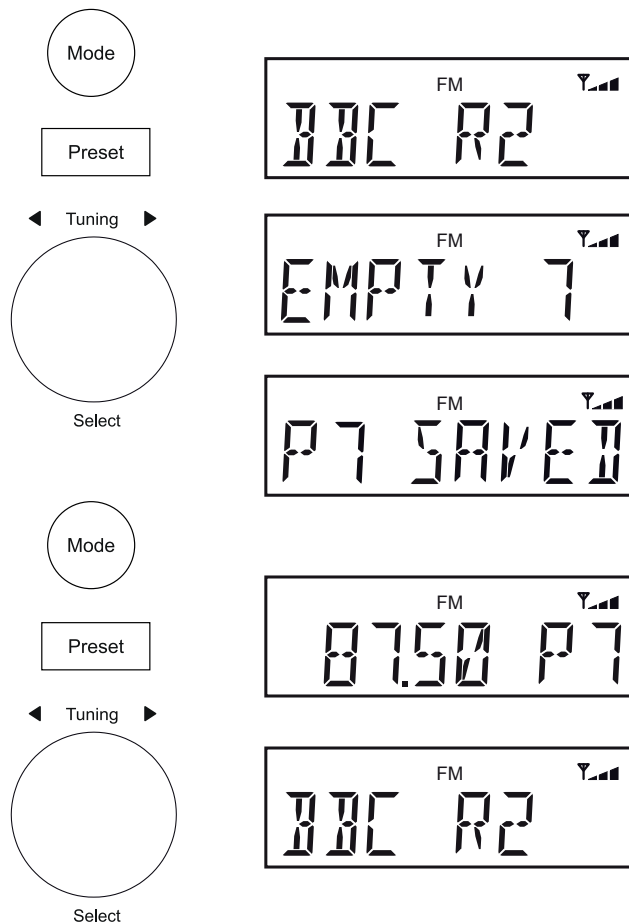 Mode
Preset
◀ Tuning ▶
Select
FM
BBC R2
FM
EMPTY 7
FM
P7 SAVED
Mode
Preset
◀ Tuning ▶
Select
FM
87.50 P7
FM
BBC R2